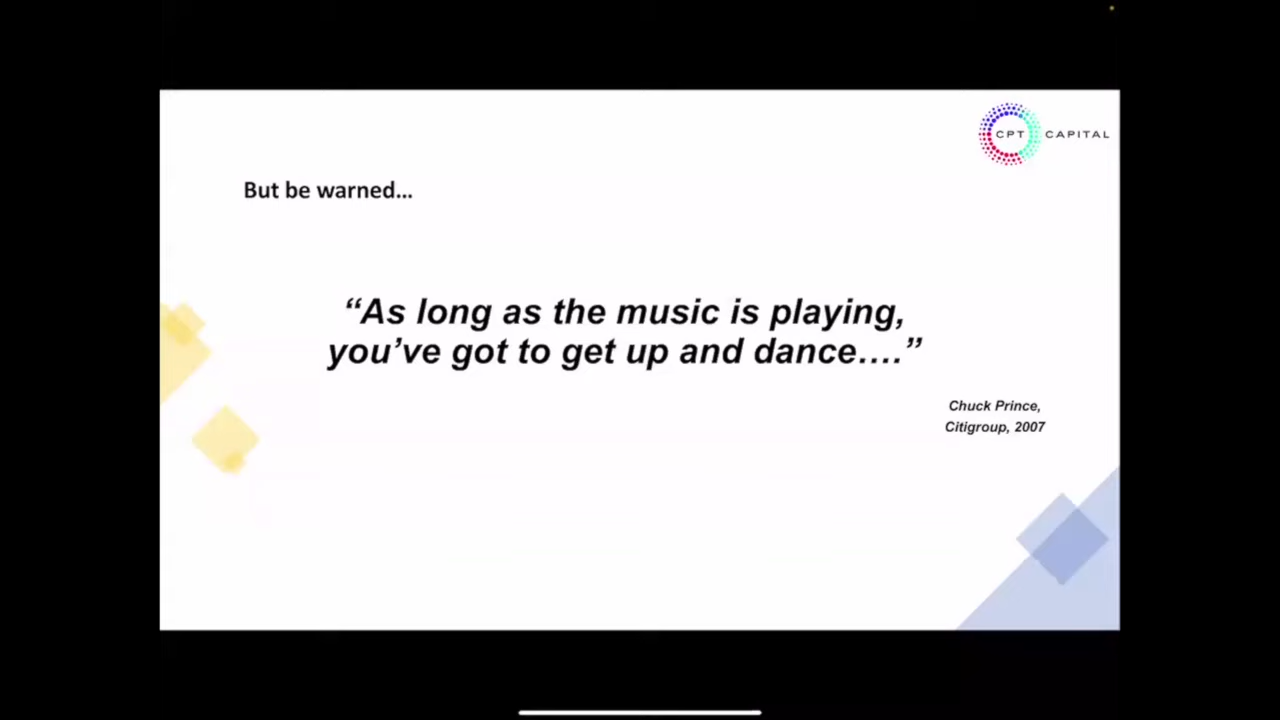 CPT CAPITAL
But be warned...
“As long as the music is playing,
you’ve got to get up and dance....”
Chuck Prince,
Citigroup, 2007